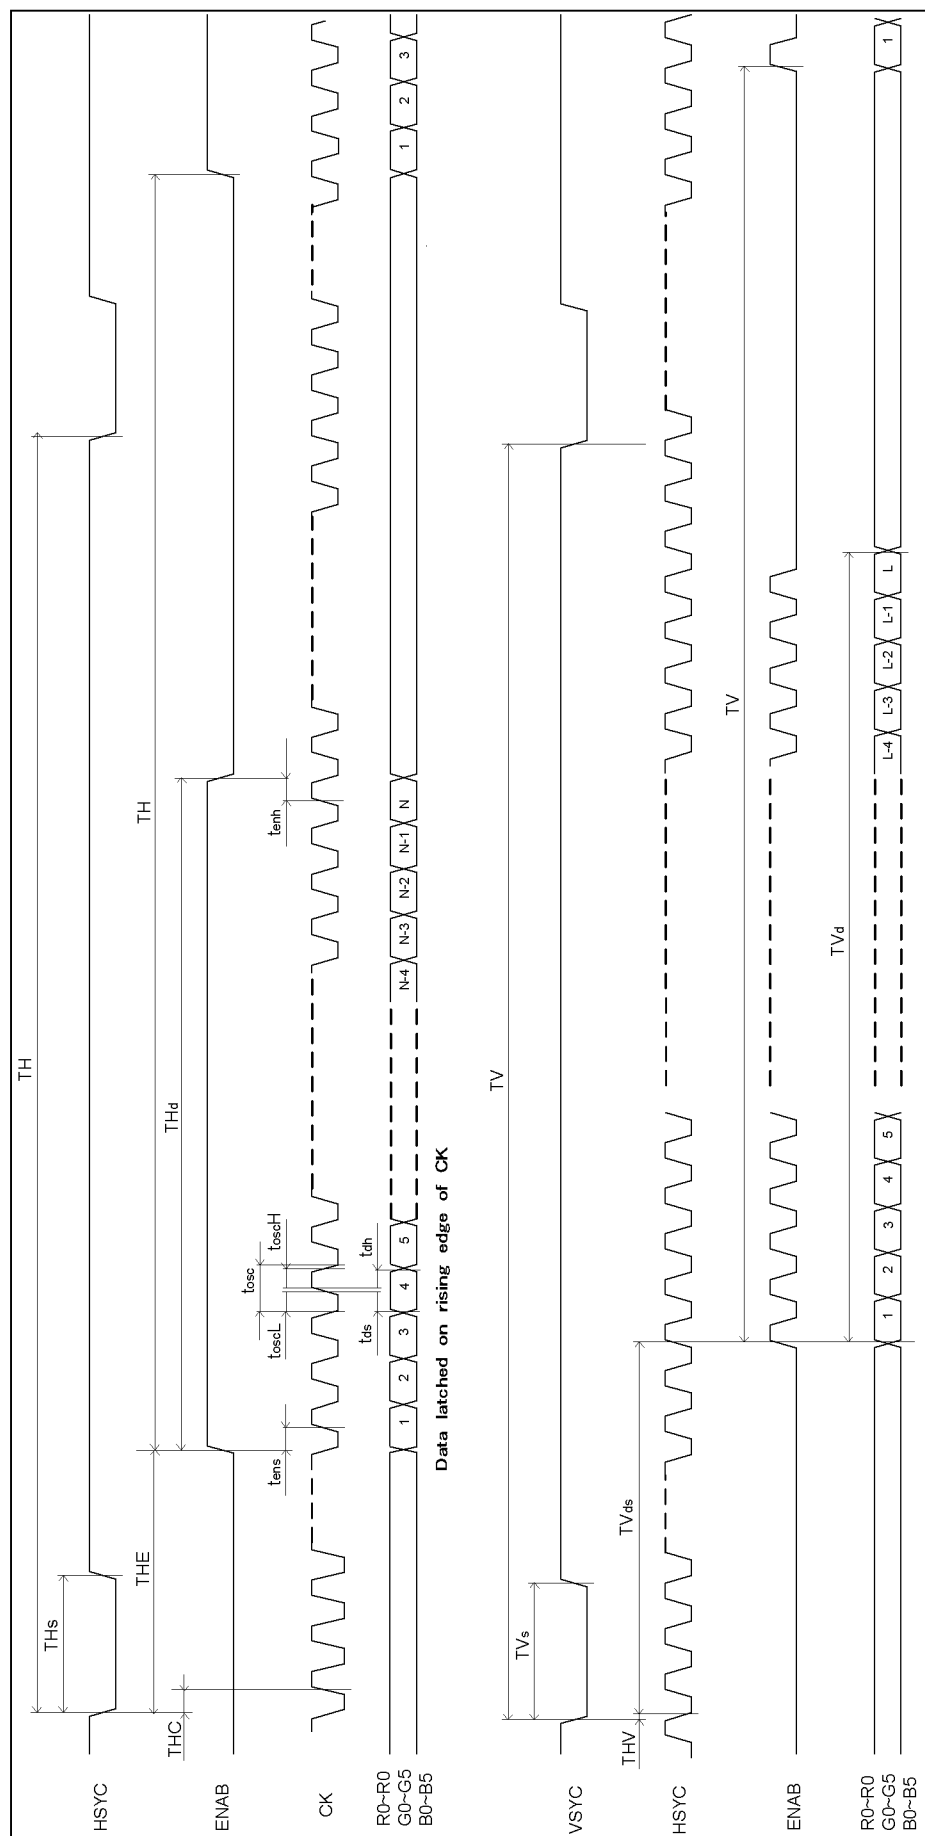 TH
THs
HSYC
THE TH
THC THd
ENAB
tosc
tens toscL toscH tenh
CK
tds tdh
R0~R0
G0~G5 1 2 3 4 5 N-4 N-3 N-2 N-1 N 1 2 3
B0~B5
Data latched on rising edge of CK
TV
TVs
VSYC
THV TVds
HSYC
TV
ENAB
TVd
R0~R0
G0~G5 1 2 3 4 5 L-4 L-3 L-2 L-1 L 1
B0~B5